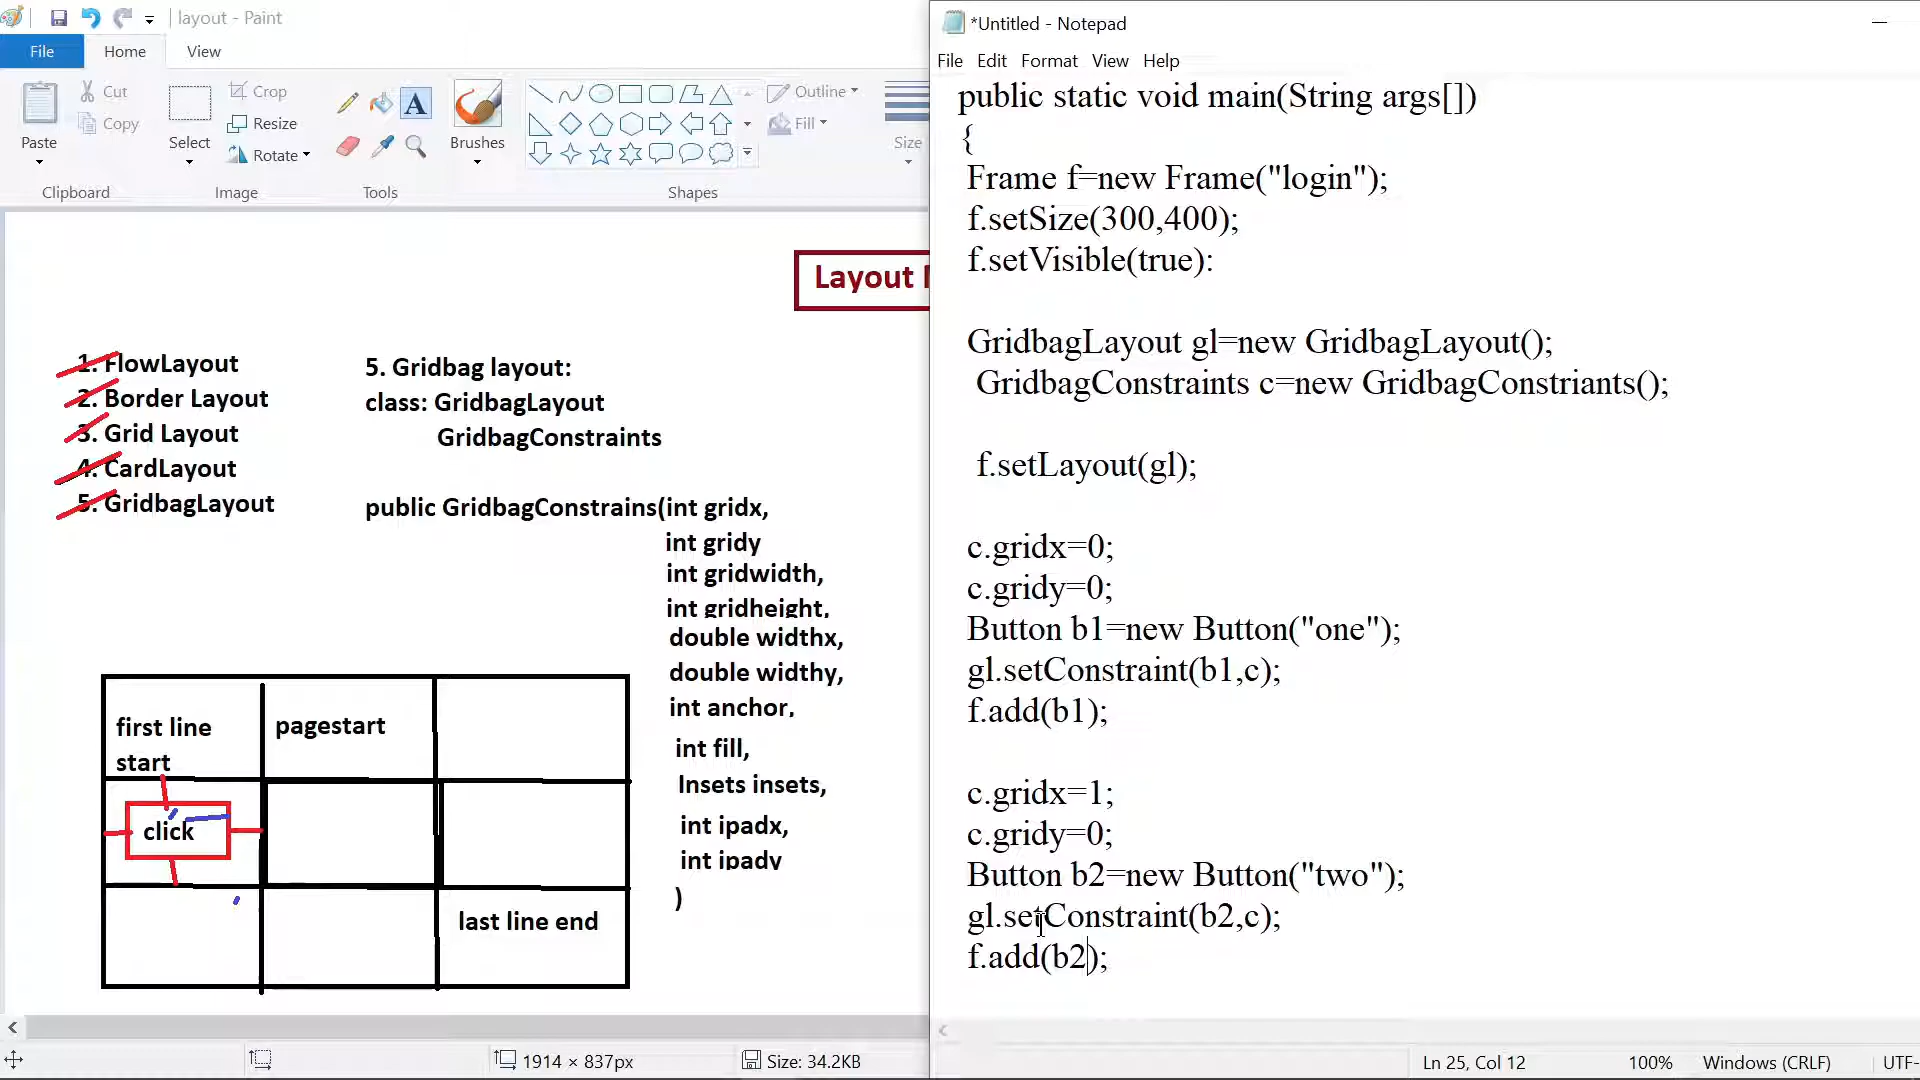 layout - Paint
File Home View
Paste
Cut
Copy
Clipboard
Select
Crop
Resize
Rotate
Image
A
Tools
Brushes
Outline
Fill
Shapes
Size
Layout
1. FlowLayout
2. Border Layout
3. Grid Layout
4. CardLayout
5. GridbagLayout
5. Gridbag layout:
class: GridbagLayout
GridbagConstraints
public GridbagConstrains(int gridx,
int gridy
int gridwidth,
int gridheight,
double widthx,
double widthy,
int anchor,
int fill,
Insets insets,
int ipadx,
int ipady
)
first line
start
pagestart
click
last line end
1914 × 837px
Size: 34.2KB
*Untitled - Notepad
File Edit Format View Help
public static void main(String args[])
{
Frame f=new Frame("login");
f.setSize(300,400);
f.setVisible(true):
GridbagLayout gl=new GridbagLayout();
GridbagConstraints c=new GridbagConstriants();
f.setLayout(gl);
c.gridx=0;
c.gridy=0;
Button b1=new Button("one");
gl.setConstraint(b1,c);
f.add(b1);
c.gridx=1;
c.gridy=0;
Button b2=new Button("two");
gl.setConstraint(b2,c);
f.add(b2);
Ln 25, Col 12
100%
Windows (CRLF)
UTF-